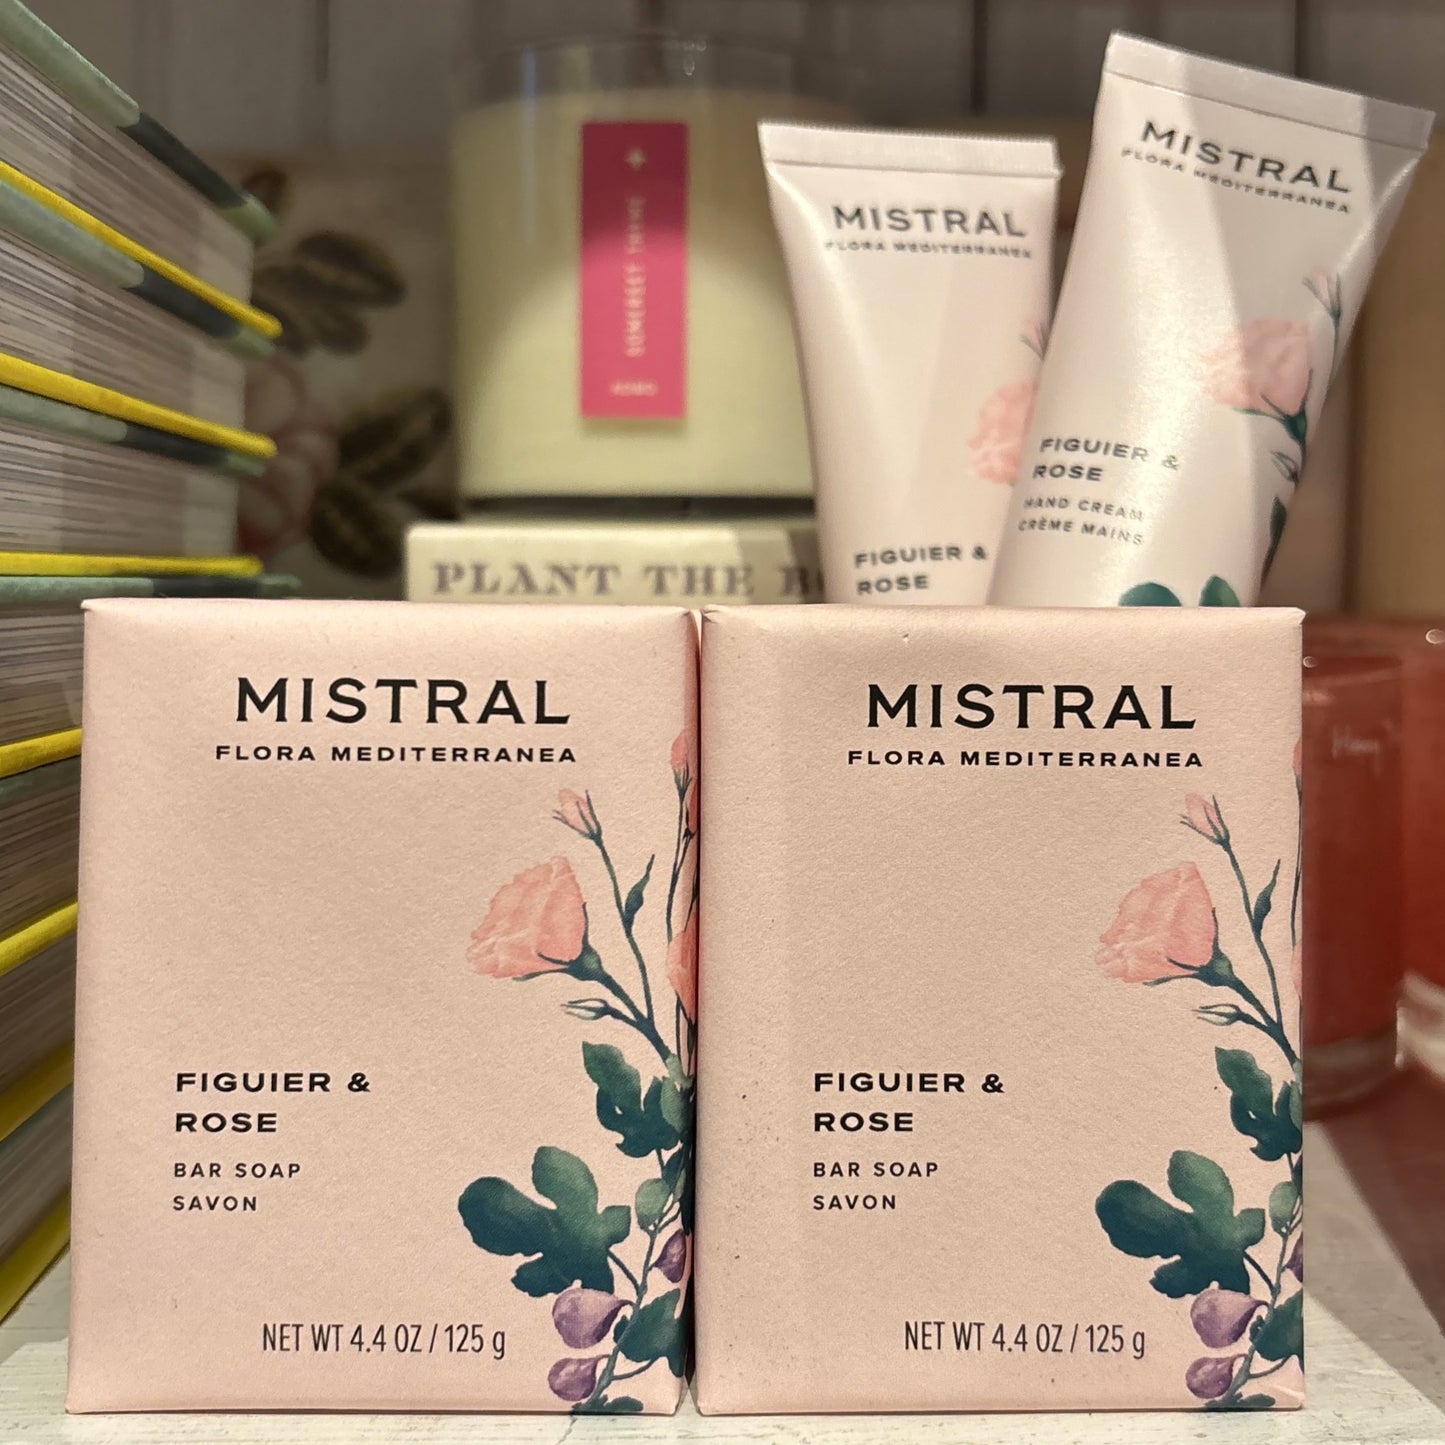 SOMERSET THYME
MISTRAL
FLORA MEDITERRANEA
FIGUIER &
ROSE
MISTRAL
FLORA MEDITERRANEA
FIGUIER &
ROSE
HAND CREAM
CRÈME MAINS
PLANT THE
MISTRAL
FLORA MEDITERRANEA
FIGUIER &
ROSE
BAR SOAP
SAVON
NET WT 4.4 OZ / 125 g
MISTRAL
FLORA MEDITERRANEA
FIGUIER &
ROSE
BAR SOAP
SAVON
NET WT 4.4 OZ / 125 g